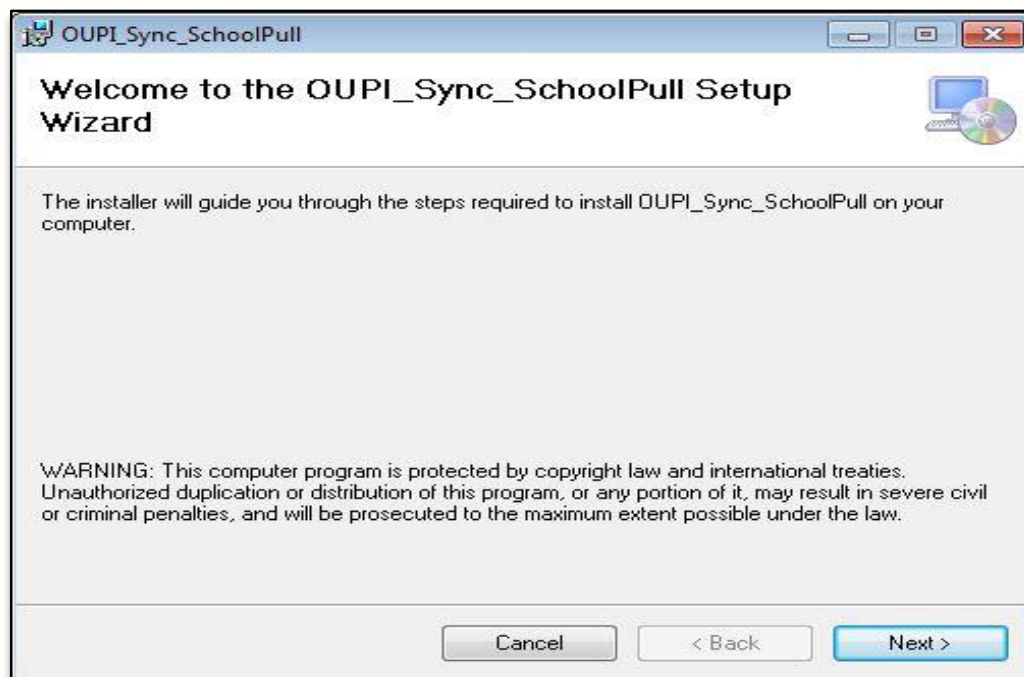 OUPI_Sync_SchoolPull
Welcome to the OUPI_Sync_SchoolPull Setup
Wizard
The installer will guide you through the steps required to install OUPI_Sync_SchoolPull on your
computer.
WARNING: This computer program is protected by copyright law and international treaties.
Unauthorized duplication or distribution of this program, or any portion of it, may result in severe civil
or criminal penalties, and will be prosecuted to the maximum extent possible under the law.
Cancel < Back Next >